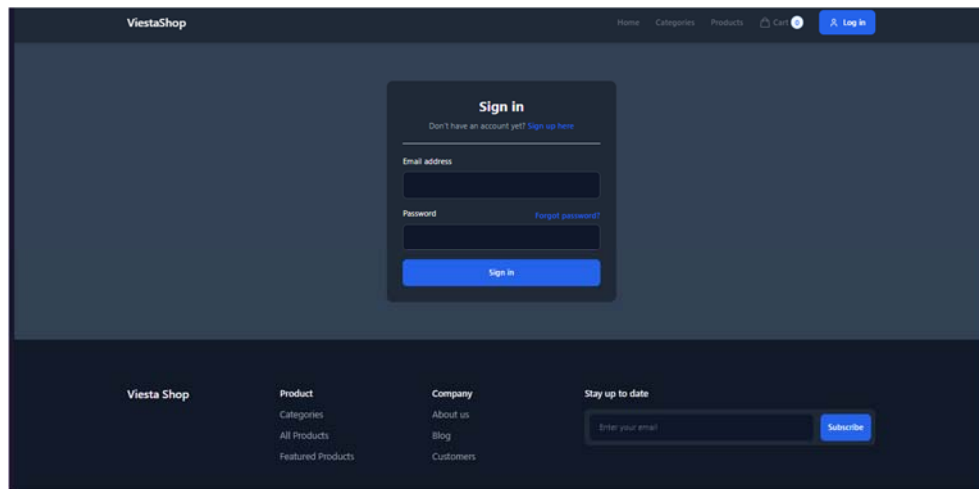 ViestaShop Home Categories Products Cart 0 Log in
Sign in
Don't have an account yet? Sign up here
Email address
Password Forgot password?
Sign in
Viesta Shop
Product
Categories
All Products
Featured Products
Company
About us
Blog
Customers
Stay up to date
Enter your email Subscribe